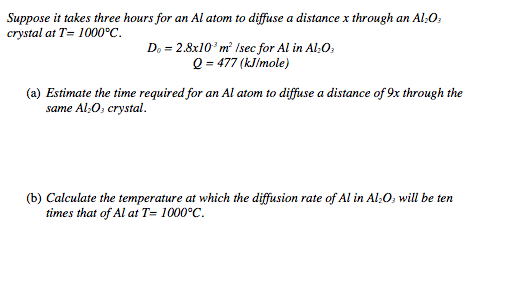 Suppose it takes three hours for an Al atom to diffuse a distance x through an Al₂O₃
crystal at T= 1000°C.
D₀ = 2.8x10⁻³ m² /sec for Al in Al₂O₃
Q = 477 (kJ/mole)
(a) Estimate the time required for an Al atom to diffuse a distance of 9x through the
same Al₂O₃ crystal.
(b) Calculate the temperature at which the diffusion rate of Al in Al₂O₃ will be ten
times that of Al at T= 1000°C.